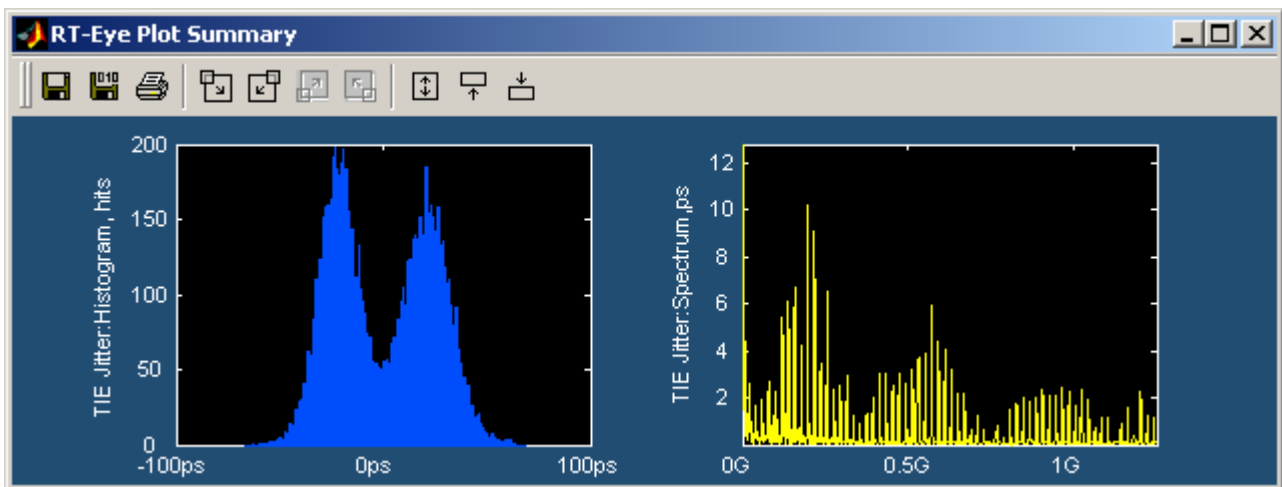 RT-Eye Plot Summary
010
TIE Jitter:Histogram, hits
200
150
100
50
0
-100ps
0ps
100ps
TIE Jitter:Spectrum,ps
12
10
8
6
4
2
0G
0.5G
1G